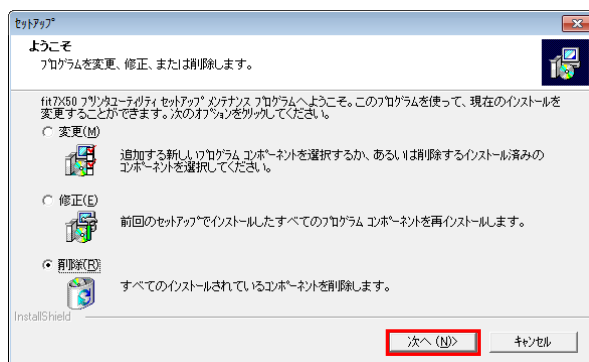 ｾｯﾄｱｯﾌﾟ
ようこそ
ﾌﾟﾛｸﾞﾗﾑを変更、修正、または削除します。
fit7X50 ﾌﾟﾘﾝﾀﾕｰﾃｨﾘﾃｨ ｾｯﾄｱｯﾌﾟ ﾒﾝﾃﾅﾝｽ ﾌﾟﾛｸﾞﾗﾑへようこそ。このﾌﾟﾛｸﾞﾗﾑを使って、現在のｲﾝｽﾄｰﾙを
変更することができます。次のｵﾌﾟｼｮﾝをｸﾘｯｸしてください。
変更(M)
追加する新しいﾌﾟﾛｸﾞﾗﾑ ｺﾝﾎﾟｰﾈﾝﾄを選択するか、あるいは削除するｲﾝｽﾄｰﾙ済みの
ｺﾝﾎﾟｰﾈﾝﾄを選択してください。
修正(E)
前回のｾｯﾄｱｯﾌﾟでｲﾝｽﾄｰﾙしたすべてのﾌﾟﾛｸﾞﾗﾑ ｺﾝﾎﾟｰﾈﾝﾄを再ｲﾝｽﾄｰﾙします。
削除(R)
すべてのｲﾝｽﾄｰﾙされているｺﾝﾎﾟｰﾈﾝﾄを削除します。
InstallShield
次へ (N)>
ｷｬﾝｾﾙ